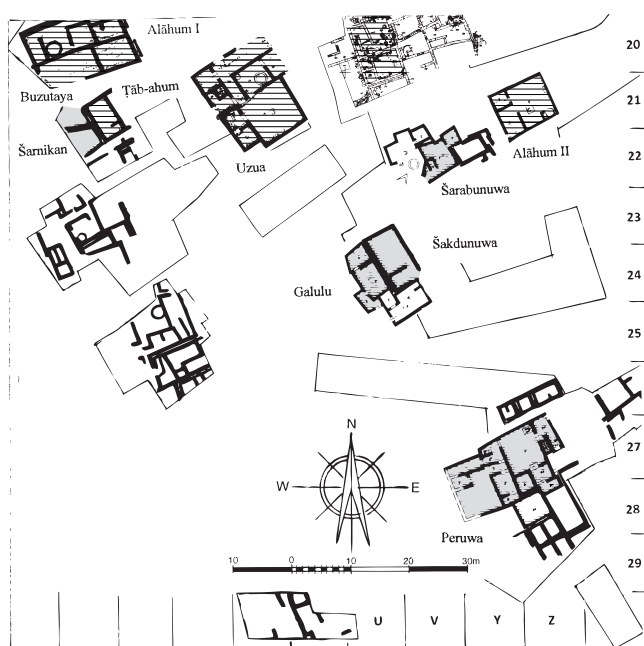 Alāhum I
20
Buzutaya
Ṭāb-ahum
21
Šarnikan
Uzua
Alāhum II
22
Šarabunuwa
23
Šakdunuwa
24
Galulu
25
N
27
W
E
28
Peruwa
10 0 10 20 30m
29
U V Y Z